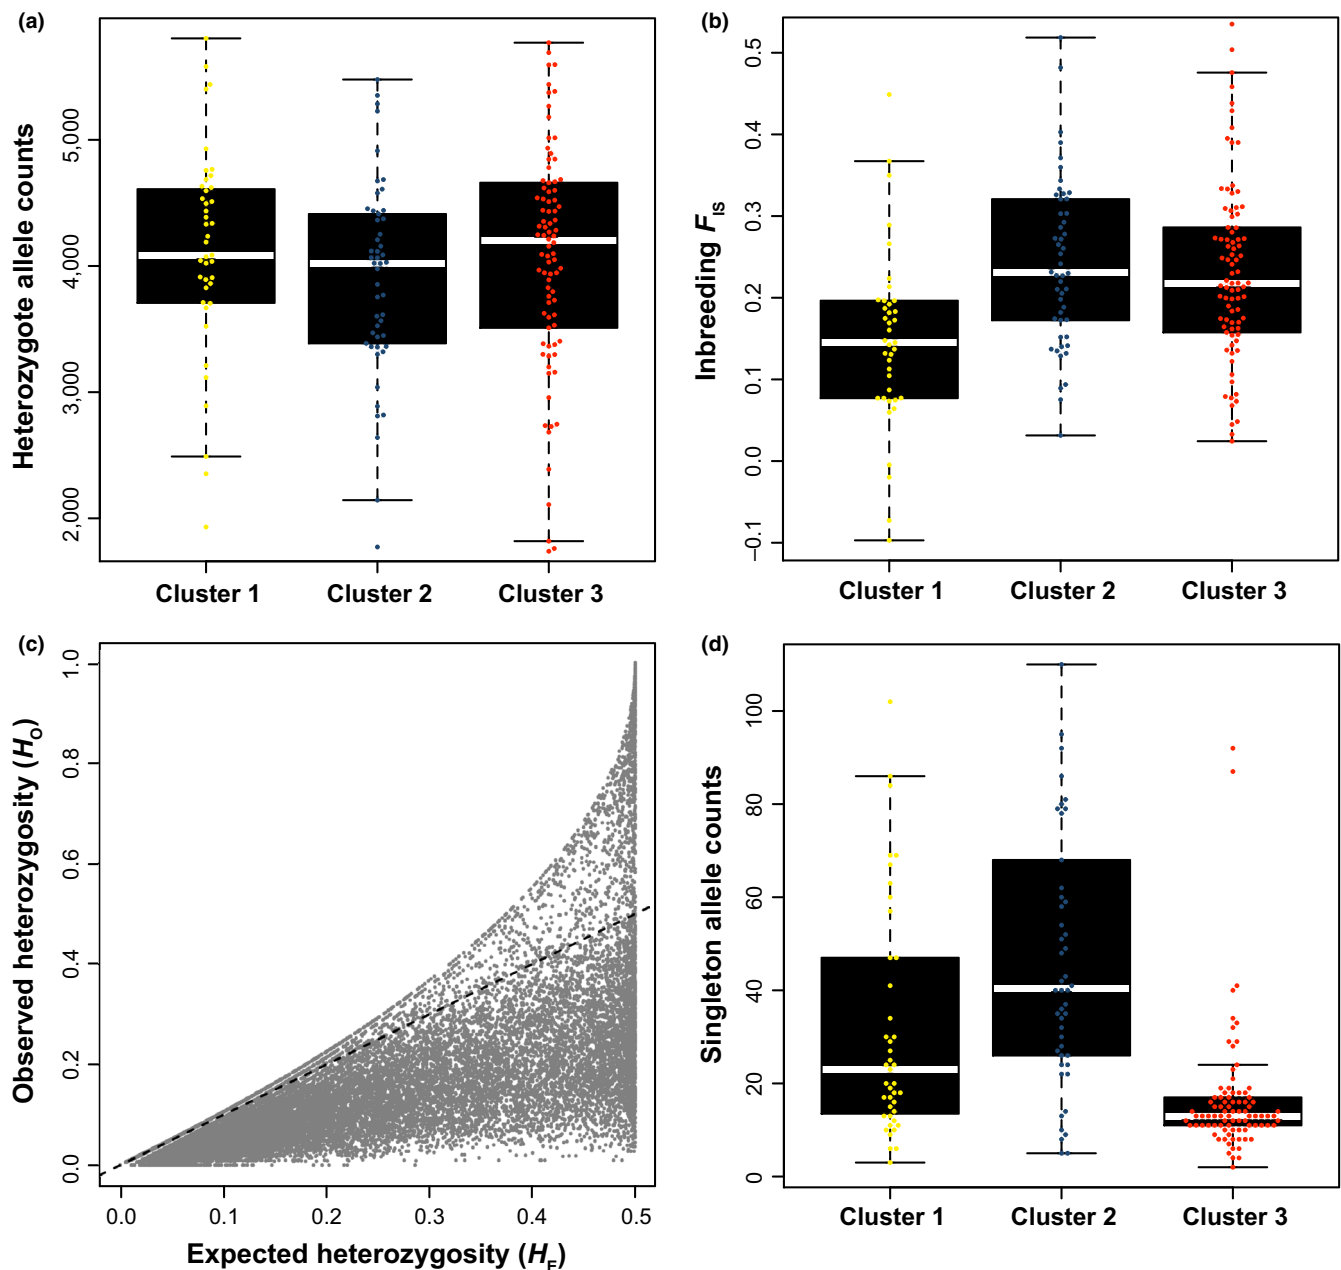 (a)
Heterozygote allele counts
5,000
4,000
3,000
2,000
Cluster 1
Cluster 2
Cluster 3
(b)
Inbreeding FIS
0.5
0.4
0.3
0.2
0.1
0.0
−0.1
Cluster 1
Cluster 2
Cluster 3
(c)
Observed heterozygosity (HO)
1.0
0.8
0.6
0.4
0.2
0.0
0.0
0.1
0.2
0.3
0.4
0.5
Expected heterozygosity (HE)
(d)
Singleton allele counts
100
80
60
40
20
0
Cluster 1
Cluster 2
Cluster 3